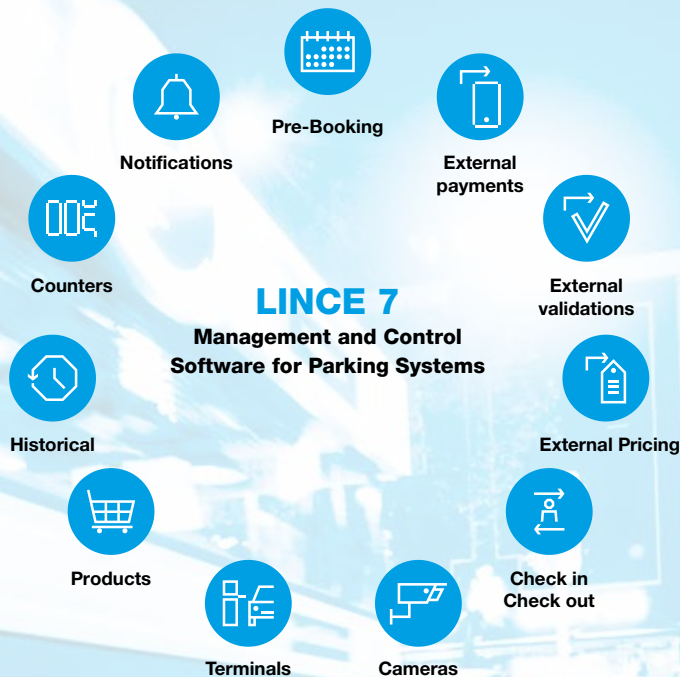 Pre-Booking
Notifications
External
payments
Counters
External
validations
LINCE 7
Management and Control
Software for Parking Systems
Historical
External Pricing
Products
Check in
Check out
Terminals
Cameras